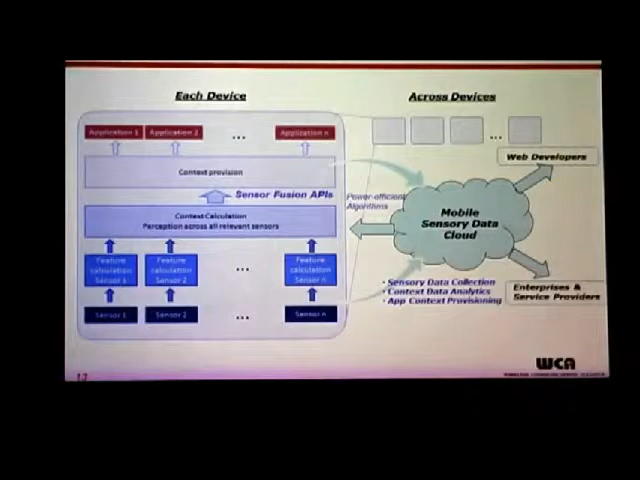 Each Device
Across Devices
Application 1
Application 2
...
Application n
...
Web Developers
Context provision
Sensor Fusion APIs
Power-efficient
Algorithms
Context Calculation
Perception across all relevant sensors
Mobile
Sensory Data
Cloud
Feature
calculation
Sensor 1
Feature
calculation
Sensor 2
...
Feature
calculation
Sensor n
• Sensory Data Collection
• Context Data Analytics
• App Context Provisioning
Enterprises &
Service Providers
Sensor 1
Sensor 2
...
Sensor n
WCA
13